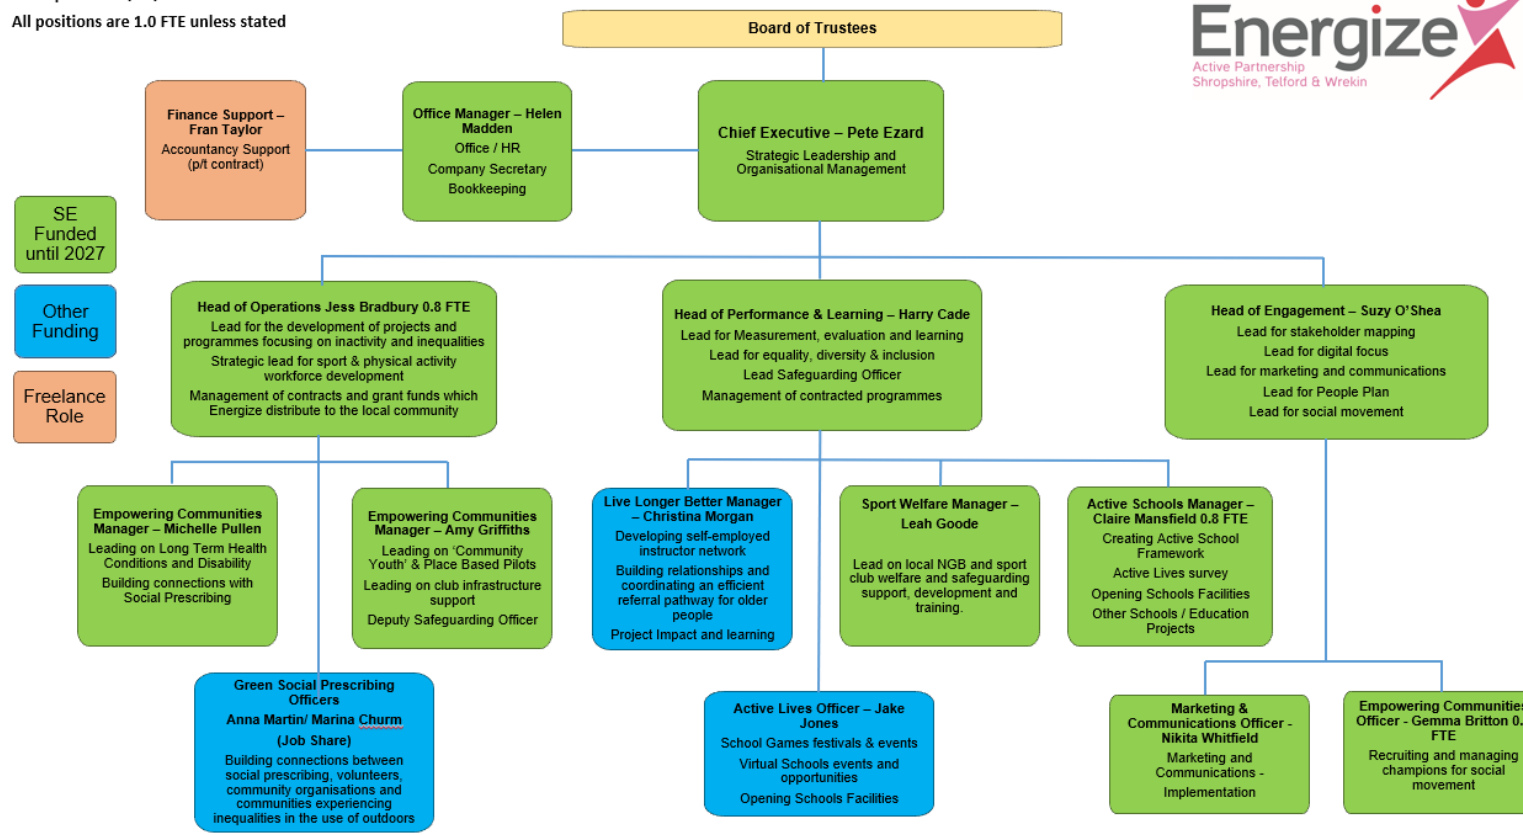 All positions are 1.0 FTE unless stated
Board of Trustees
Energize
Active Partnership
Shropshire, Telford & Wrekin
Finance Support –
Fran Taylor
Accountancy Support
(p/t contract)
Office Manager – Helen
Madden
Office / HR
Company Secretary
Bookkeeping
Chief Executive – Pete Ezard
Strategic Leadership and
Organisational Management
SE
Funded
until 2027
Other
Funding
Freelance
Role
Head of Operations Jess Bradbury 0.8 FTE
Lead for the development of projects and
programmes focusing on inactivity and inequalities
Strategic lead for sport & physical activity
workforce development
Management of contracts and grant funds which
Energize distribute to the local community
Head of Performance & Learning – Harry Cade
Lead for Measurement, evaluation and learning
Lead for equality, diversity & inclusion
Lead Safeguarding Officer
Management of contracted programmes
Head of Engagement – Suzy O'Shea
Lead for stakeholder mapping
Lead for digital focus
Lead for marketing and communications
Lead for People Plan
Lead for social movement
Empowering Communities
Manager – Michelle Pullen
Leading on Long Term Health
Conditions and Disability
Building connections with
Social Prescribing
Empowering Communities
Manager – Amy Griffiths
Leading on ‘Community
Youth’ & Place Based Pilots
Leading on club infrastructure
support
Deputy Safeguarding Officer
Live Longer Better Manager
– Christina Morgan
Developing self-employed
instructor network
Building relationships and
coordinating an efficient
referral pathway for older
people
Project Impact and learning
Sport Welfare Manager –
Leah Goode
Lead on local NGB and sport
club welfare and safeguarding
support, development and
training.
Active Schools Manager –
Claire Mansfield 0.8 FTE
Creating Active School
Framework
Active Lives survey
Opening Schools Facilities
Other Schools / Education
Projects
Green Social Prescribing
Officers
Anna Martin/ Marina Churm
(Job Share)
Building connections between
social prescribing, volunteers,
community organisations and
communities experiencing
inequalities in the use of outdoors
Active Lives Officer – Jake
Jones
School Games festivals & events
Virtual Schools events and
opportunities
Opening Schools Facilities
Marketing &
Communications Officer -
Nikita Whitfield
Marketing and
Communications -
Implementation
Empowering Communities
Officer - Gemma Britton 0.
FTE
Recruiting and managing
champions for social
movement